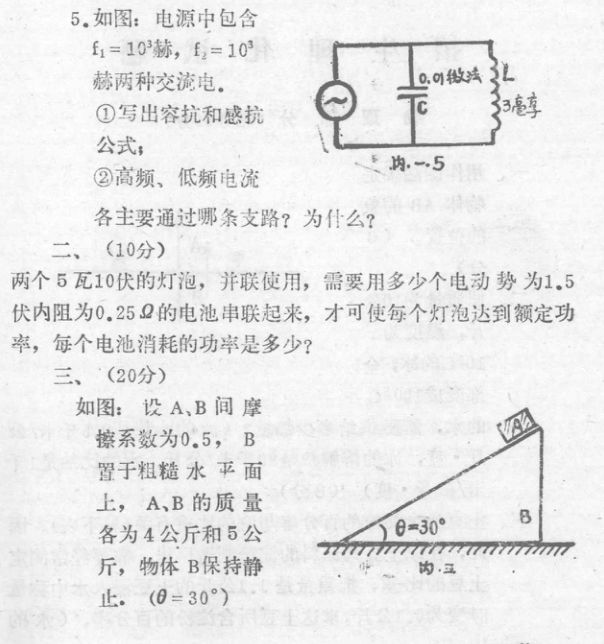 5.如图：电源中包含
f₁=10³赫，f₂=10³
赫两种交流电。
①写出容抗和感抗
公式；
②高频、低频电流
各主要通过哪条支路？为什么？
0.01微法
C
L
3毫亨
图.一.5
二、（10分）
两个5瓦10伏的灯泡，并联使用，需要用多少个电动势为1.5
伏内阻为0.25Ω的电池串联起来，才可使每个灯泡达到额定功
率，每个电池消耗的功率是多少？
三、（20分）
如图：设A、B间摩
擦系数为0.5，B
置于粗糙水平面
上，A、B的质量
各为4公斤和5公
斤，物体B保持静
止。（θ=30°）
A
B
θ=30°
图.三